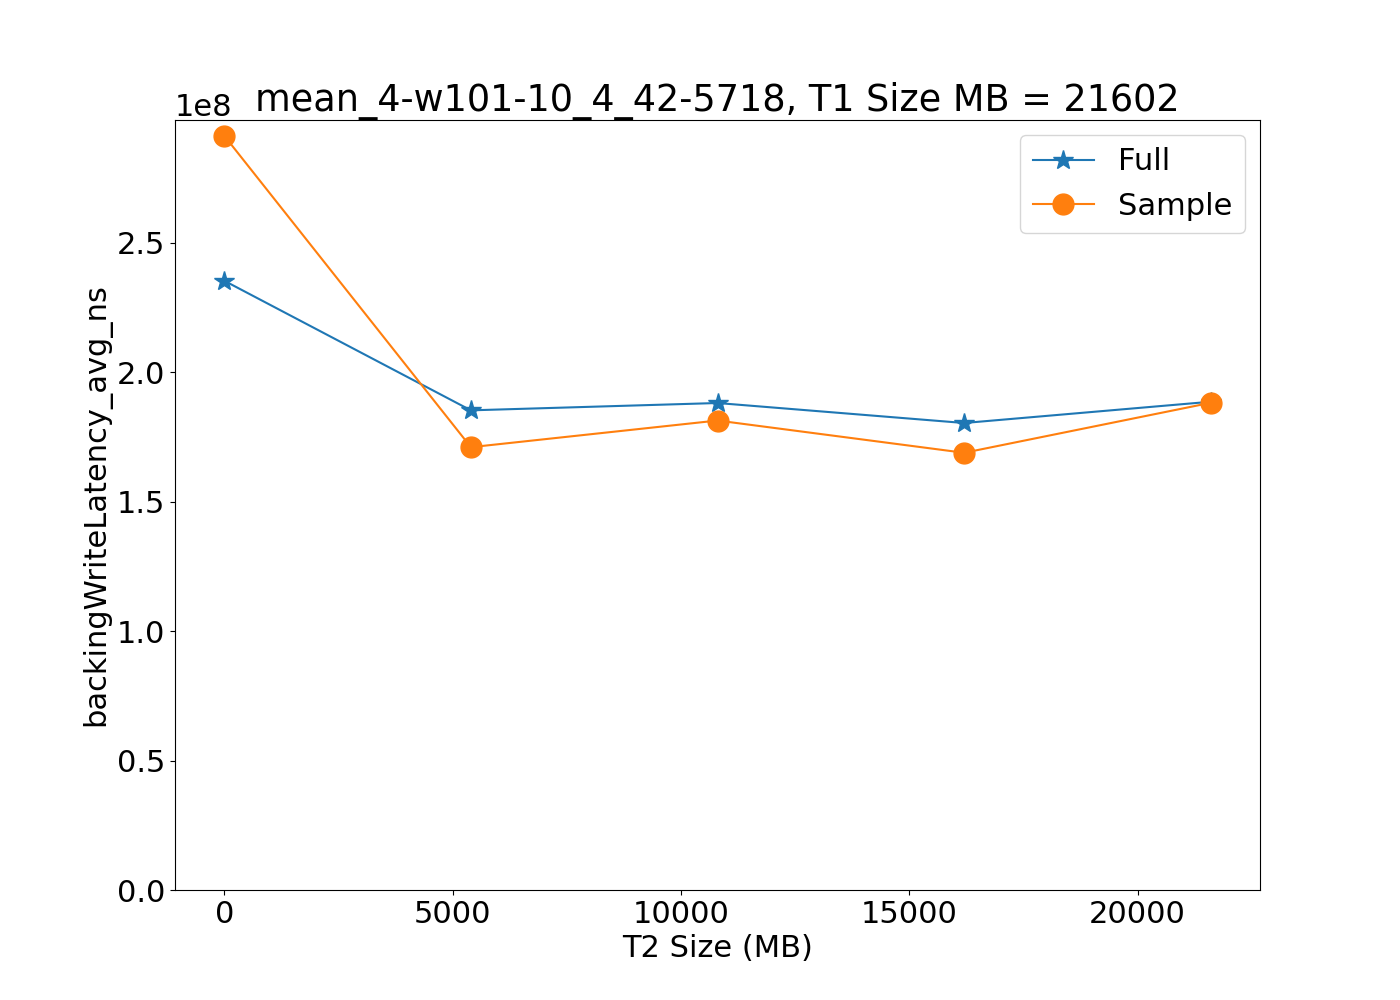 1e8
mean_4-w101-10_4_42-5718, T1 Size MB = 21602
Full
Sample
2.5
2.0
1.5
1.0
0.5
0.0
backingWriteLatency_avg_ns
0 5000 10000 15000 20000
T2 Size (MB)